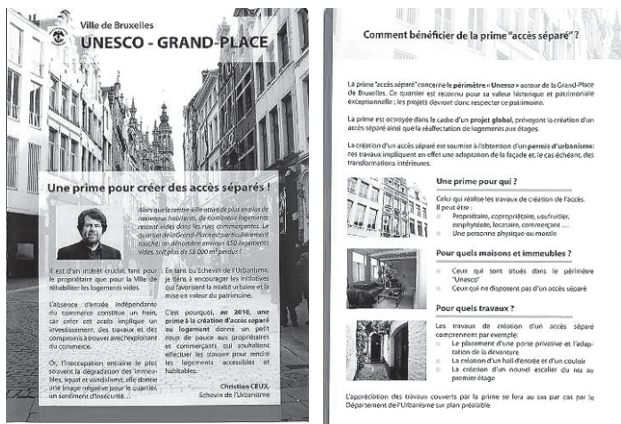 Ville de Bruxelles
UNESCO - GRAND-PLACE
Une prime pour créer des accès séparés !
Alors que le centre-ville attire de plus en plus de
nouveaux habitants, de nombreux logements
restent vides dans les rues commerçantes. Le
quartier de la Grand-Place est particulièrement
touché: on dénombre environ 650 logements
vides, soit plus de 58 000 m² perdus !
Il est d'un intérêt crucial, tant pour
le propriétaire que pour la Ville de
réhabiliter les logements vides.
L'absence d'entrée indépendante
du commerce constitue un frein,
car créer cet accès implique un
investissement, des travaux et des
compromis à trouver avec l'exploitant
du commerce.
Or, l'inoccupation entraîne le plus
souvent la dégradation des immeu-
bles, squat et vandalisme, elle donne
une image négative pour le quartier,
un sentiment d'insécurité...
En tant qu'Echevin de l'Urbanisme,
je tiens à encourager les initiatives
qui favorisent la mixité urbaine et la
mise en valeur du patrimoine.
C'est pourquoi, en 2010, une
prime à la création d'accès séparé
au logement donne un petit
coup de pouce aux propriétaires
et commerçants qui souhaitent
effectuer les travaux pour rendre
les logements accessibles et
habitables.
Christian CEUX,
Echevin de l'Urbanisme
Comment bénéficier de la prime "accès séparé" ?
La prime "accès séparé" concerne le périmètre « Unesco » autour de la Grand-Place
de Bruxelles. Ce quartier est reconnu pour sa valeur historique et patrimoniale
exceptionnelle ; les projets devront donc respecter ce patrimoine.
La prime est octroyée dans le cadre d'un projet global, prévoyant la création d'un
accès séparé ainsi que la réaffectation de logements aux étages.
La création d'un accès séparé est soumise à l'obtention d'un permis d'urbanisme:
ces travaux impliquent en effet une adaptation de la façade et, le cas échéant, des
transformations intérieures.
Une prime pour qui ?
Celui qui réalise les travaux de création de l'accès.
Il peut être :
Propriétaire, copropriétaire, usufruitier,
emphytéote, locataire, commerçant ...
Une personne physique ou morale
Pour quels maisons et immeubles ?
Ceux qui sont situés dans le périmètre
"Unesco"
Ceux qui ne disposent pas d'un accès séparé
Pour quels travaux ?
Les travaux de création d'un accès séparé
comprennent par exemple:
Le placement d'une porte privative et l'adap-
tation de la devanture
La création d'un hall d'entrée et d'un couloir
La création d'un nouvel escalier du rez au
premier étage
L'appréciation des travaux couverts par la prime se fera au cas par cas par le
Département de l'Urbanisme sur plan préalable.